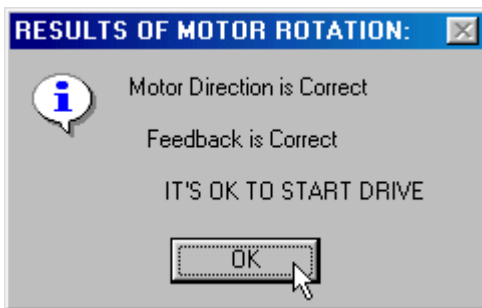 RESULTS OF MOTOR ROTATION:
Motor Direction is Correct
Feedback is Correct
IT'S OK TO START DRIVE
OK